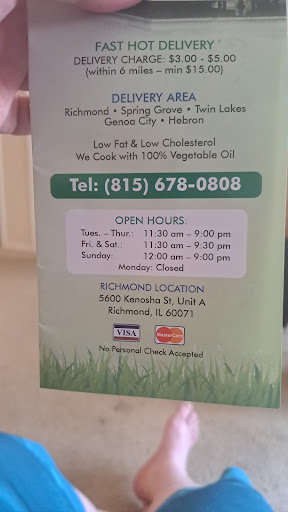 FAST HOT DELIVERY
DELIVERY CHARGE: $3.00 - $5.00
(within 6 miles – min $15.00)
DELIVERY AREA
Richmond • Spring Grove • Twin Lakes
Genoa City • Hebron
Low Fat & Low Cholesterol
We Cook with 100% Vegetable Oil
Tel: (815) 678-0808
OPEN HOURS:
Tues. – Thur.: 11:30 am – 9:00 pm
Fri. & Sat.: 11:30 am – 9:30 pm
Sunday: 12:00 am – 9:00 pm
Monday: Closed
RICHMOND LOCATION
5600 Kenosha St, Unit A
Richmond, IL 60071
VISA MasterCard
No Personal Check Accepted